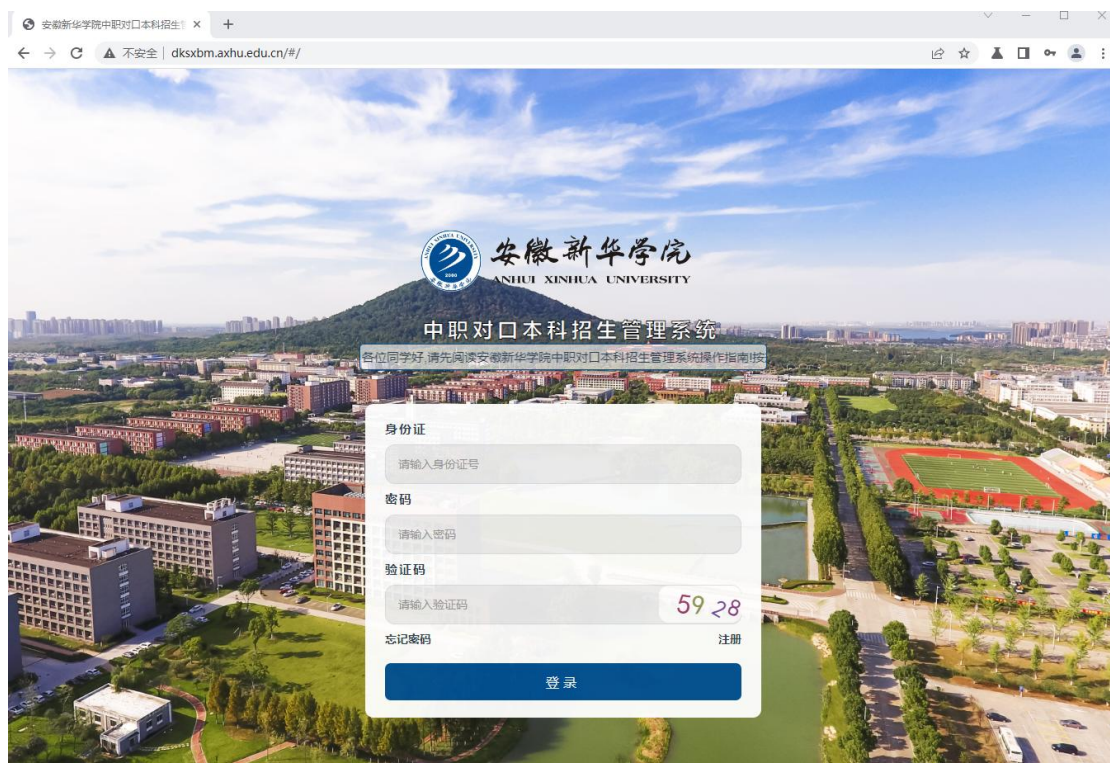 安徽新华学院中职对口本科招生
不安全 dksxbm.axhu.edu.cn/#/
安徽新华学院
ANHUI XINHUA UNIVERSITY
中职对口本科招生管理系统
各位同学好,请先阅读安徽新华学院中职对口本科招生管理系统操作指南!按
身份证
请输入身份证号
密码
请输入密码
验证码
请输入验证码
5928
忘记密码 注册
登录